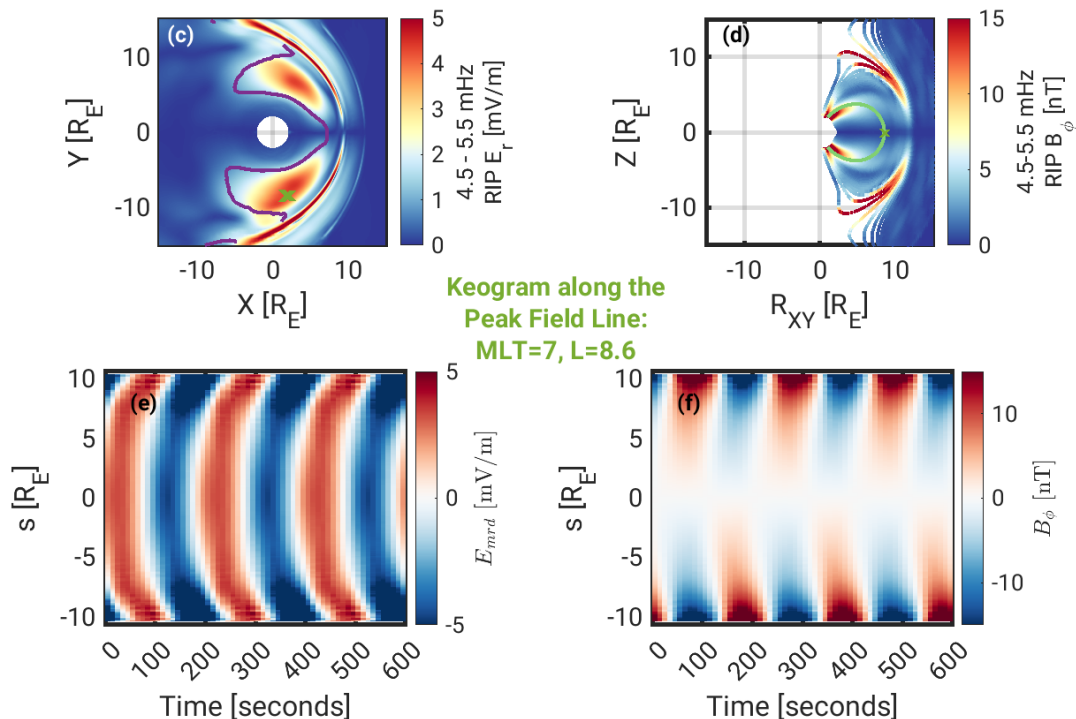 (c)
10
0
-10
Y [R_E]
-10
0
10
X [R_E]
5
4
3
2
1
0
4.5 - 5.5 mHz
RIP E_r [mV/m]
(d)
10
0
-10
Z [R_E]
-10
0
10
R_XY [R_E]
15
10
5
0
4.5-5.5 mHz
RIP B_ϕ [nT]
Keogram along the
Peak Field Line:
MLT=7, L=8.6
(e)
10
5
0
-5
-10
s [R_E]
0
100
200
300
400
500
600
Time [seconds]
5
0
-5
E_mrd [mV/m]
(f)
10
5
0
-5
-10
s [R_E]
0
100
200
300
400
500
600
Time [seconds]
10
0
-10
B_ϕ [nT]